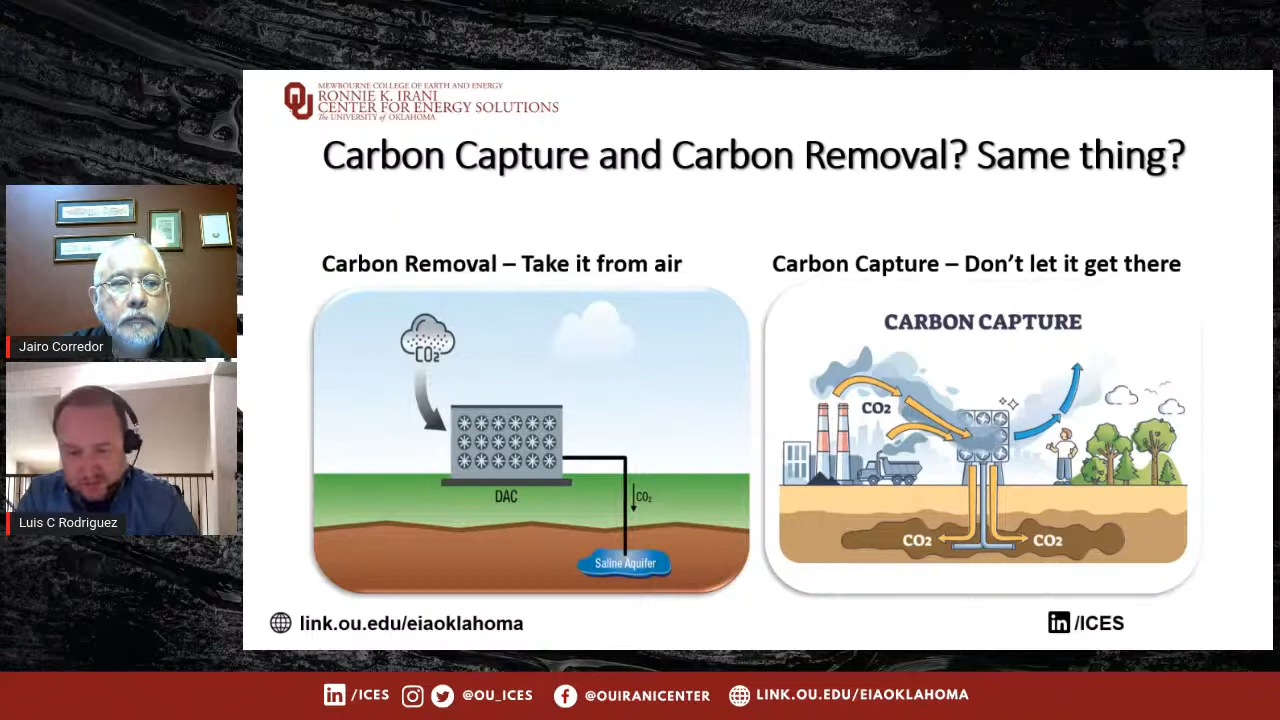 MEWBOURNE COLLEGE OF EARTH AND ENERGY
RONNIE K. IRANI
CENTER FOR ENERGY SOLUTIONS
The UNIVERSITY of OKLAHOMA
Carbon Capture and Carbon Removal? Same thing?
Carbon Removal – Take it from air
CO2
DAC
CO2
Saline Aquifer
Carbon Capture – Don’t let it get there
CARBON CAPTURE
CO2
CO2
CO2
Jairo Corredor
Luis C Rodriguez
link.ou.edu/eiaoklahoma
in /ICES
in /ICES
@OU_ICES
@OUIRANICENTER
LINK.OU.EDU/EIAOKLAHOMA